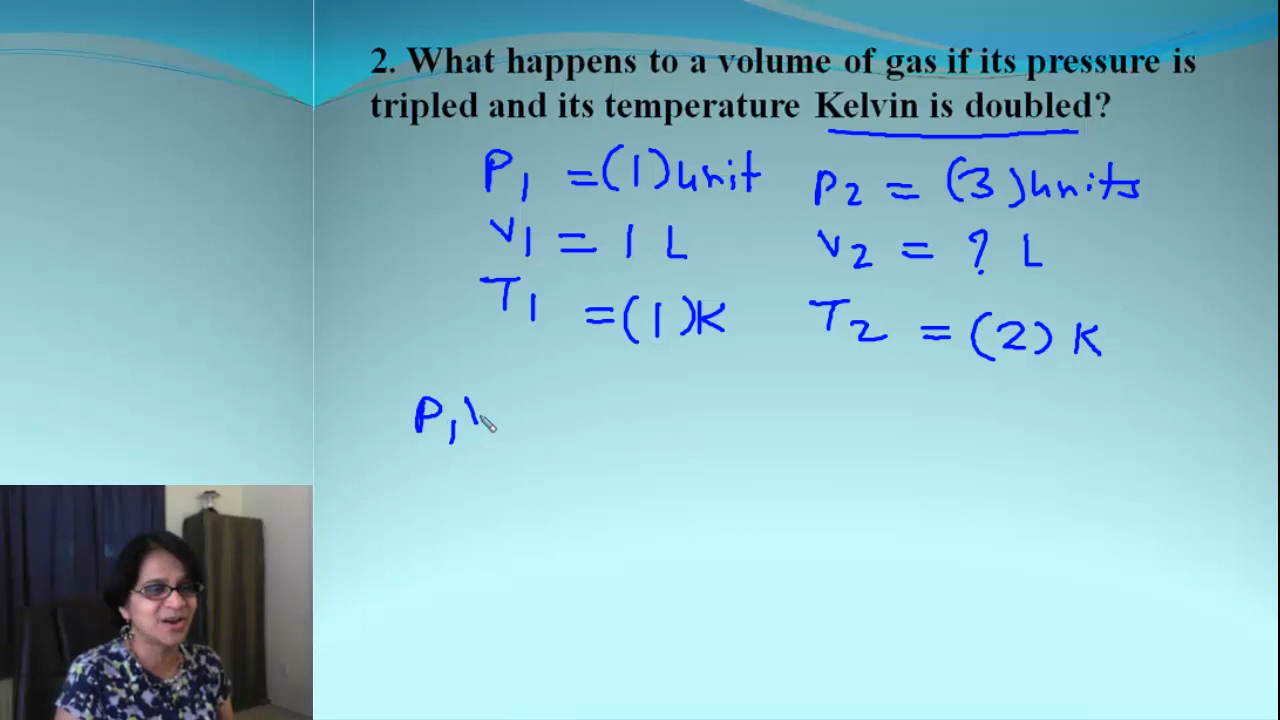 2. What happens to a volume of gas if its pressure is
tripled and its temperature Kelvin is doubled?
P1 = (1) unit P2 = (3) units
V1 = 1 L V2 = ? L
T1 = (1) K T2 = (2) K
P1